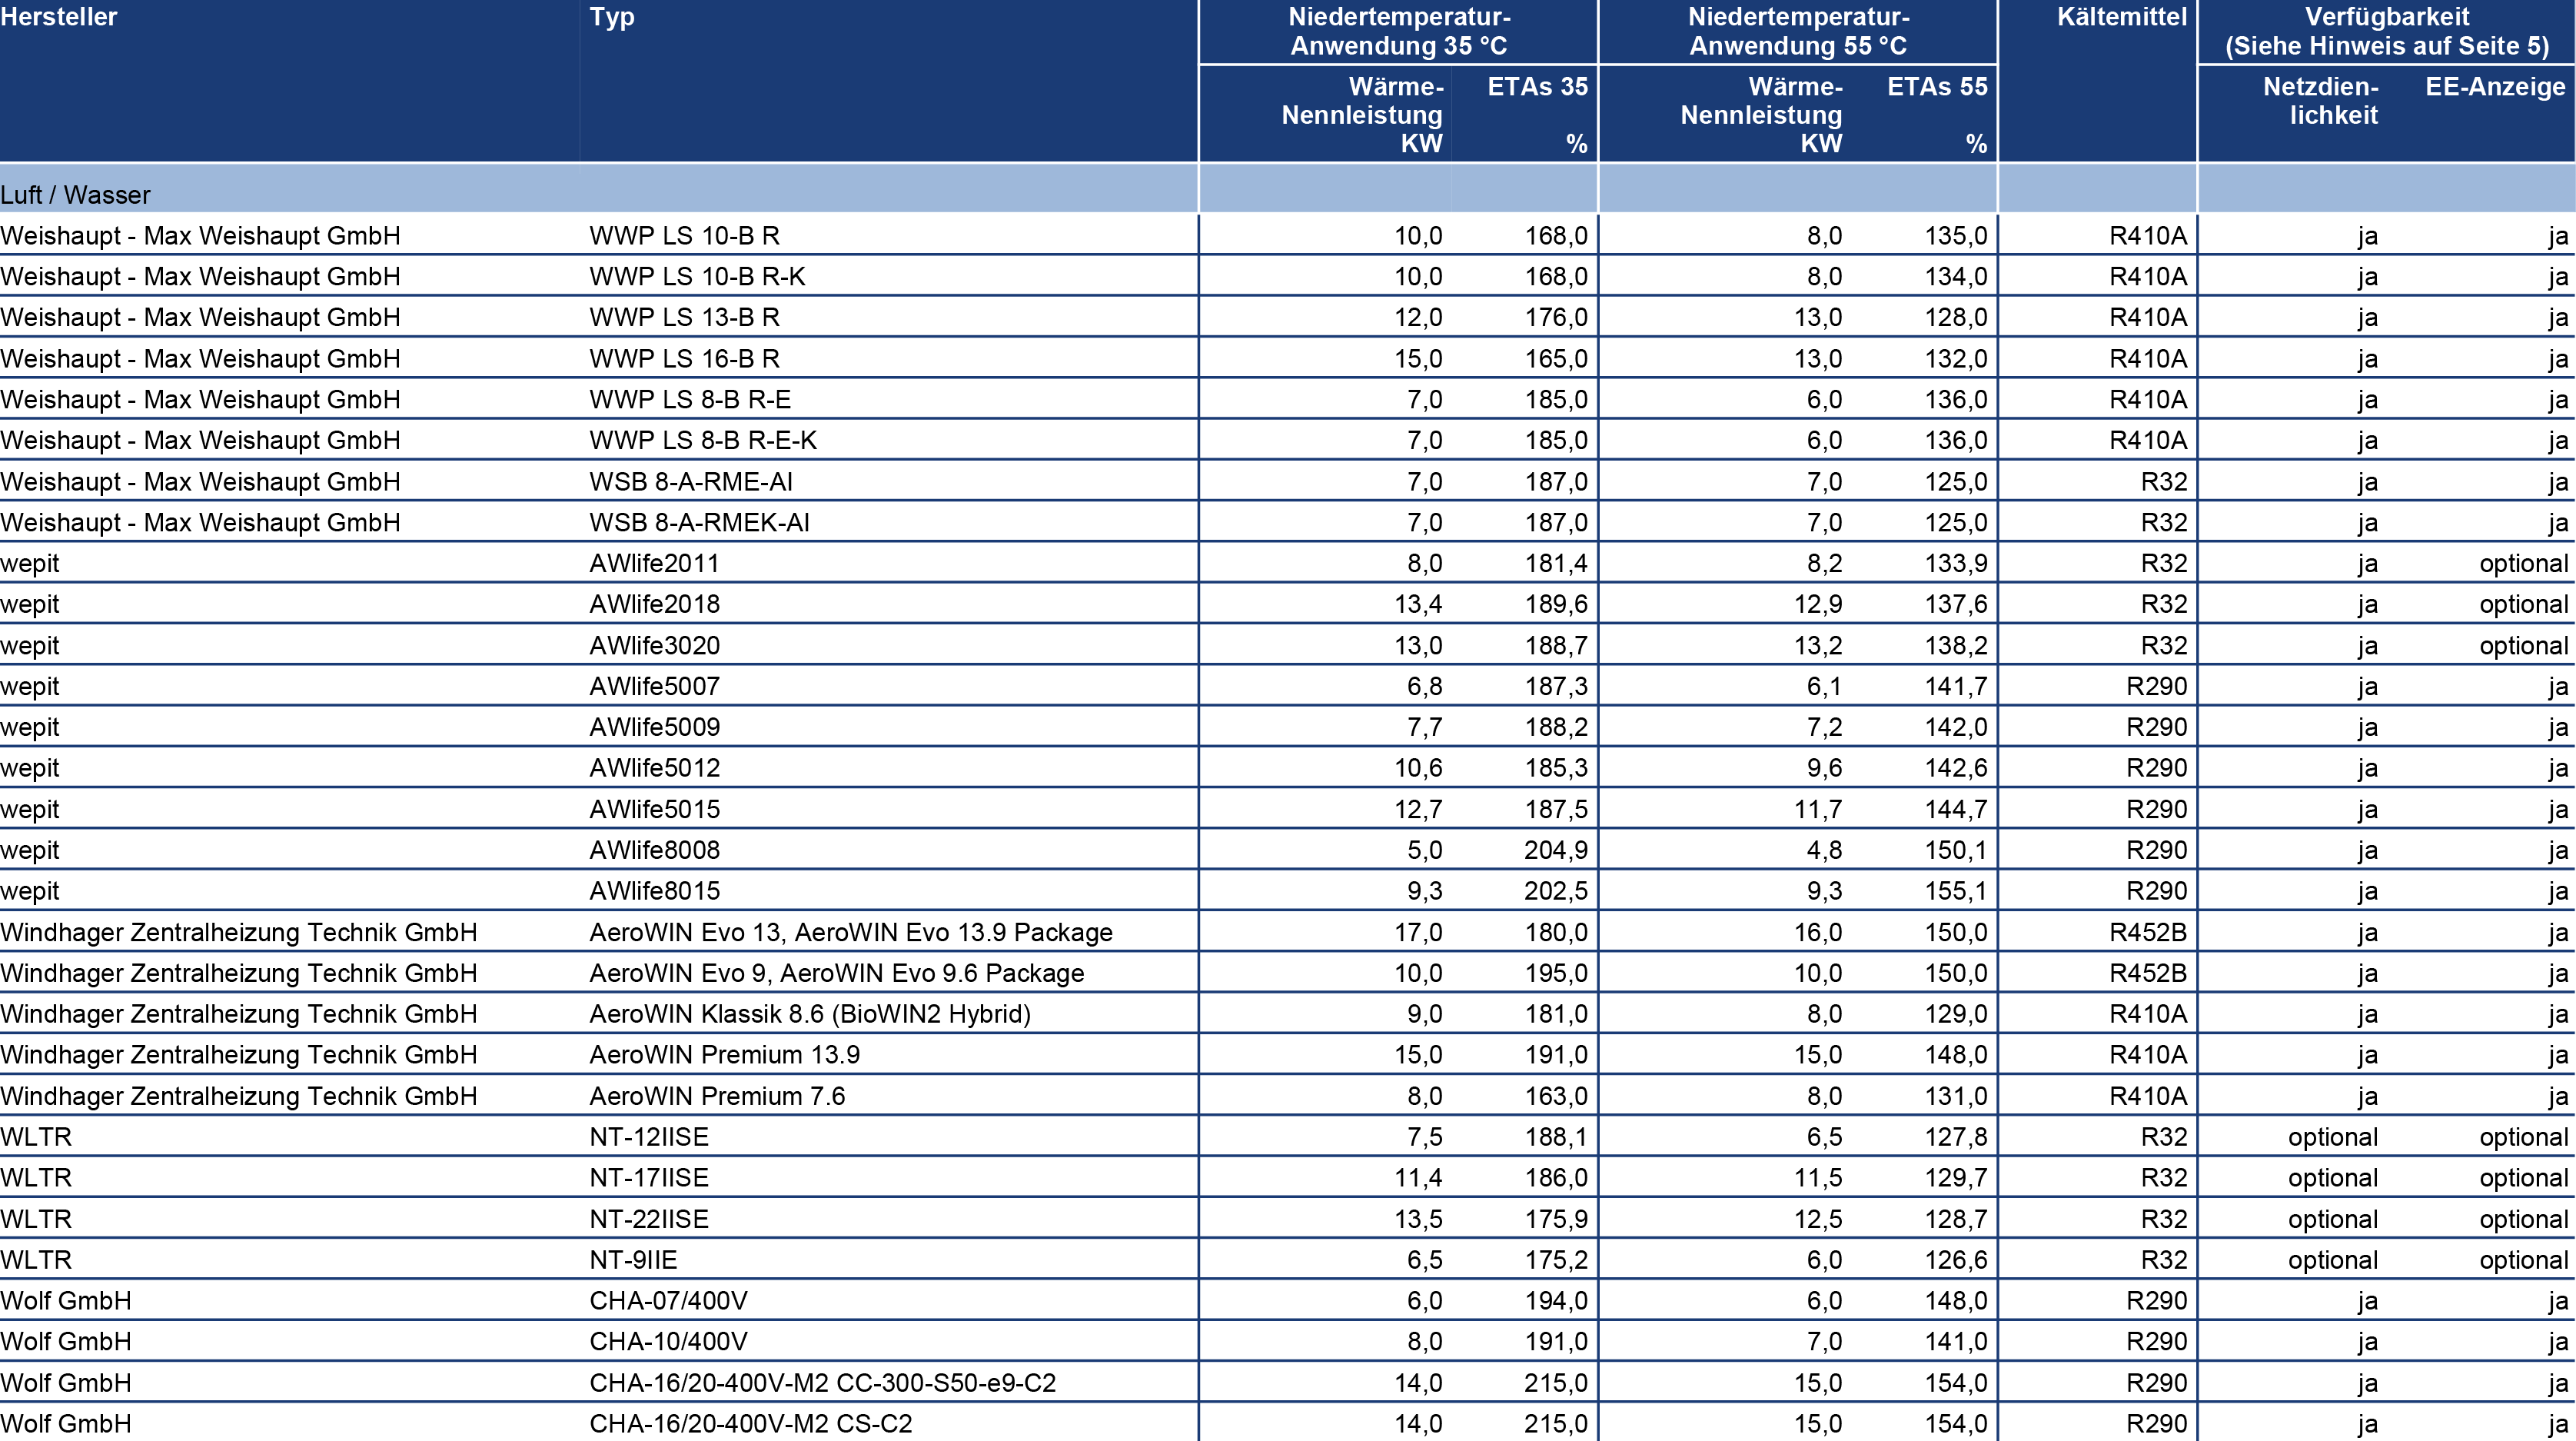 Hersteller Typ Niedertemperatur- Niedertemperatur- Kältemittel Verfügbarkeit
Anwendung 35 °C Anwendung 55 °C (Siehe Hinweis auf Seite 5)
Wärme- ETAs 35 Wärme- ETAs 55 Netzdien- EE-Anzeige
Nennleistung Nennleistung lichkeit
KW % KW %
Luft / Wasser
Weishaupt - Max Weishaupt GmbH WWP LS 10-B R 10,0 168,0 8,0 135,0 R410A ja ja
Weishaupt - Max Weishaupt GmbH WWP LS 10-B R-K 10,0 168,0 8,0 134,0 R410A ja ja
Weishaupt - Max Weishaupt GmbH WWP LS 13-B R 12,0 176,0 13,0 128,0 R410A ja ja
Weishaupt - Max Weishaupt GmbH WWP LS 16-B R 15,0 165,0 13,0 132,0 R410A ja ja
Weishaupt - Max Weishaupt GmbH WWP LS 8-B R-E 7,0 185,0 6,0 136,0 R410A ja ja
Weishaupt - Max Weishaupt GmbH WWP LS 8-B R-E-K 7,0 185,0 6,0 136,0 R410A ja ja
Weishaupt - Max Weishaupt GmbH WSB 8-A-RME-AI 7,0 187,0 7,0 125,0 R32 ja ja
Weishaupt - Max Weishaupt GmbH WSB 8-A-RMEK-AI 7,0 187,0 7,0 125,0 R32 ja ja
wepit AWlife2011 8,0 181,4 8,2 133,9 R32 ja optional
wepit AWlife2018 13,4 189,6 12,9 137,6 R32 ja optional
wepit AWlife3020 13,0 188,7 13,2 138,2 R32 ja optional
wepit AWlife5007 6,8 187,3 6,1 141,7 R290 ja ja
wepit AWlife5009 7,7 188,2 7,2 142,0 R290 ja ja
wepit AWlife5012 10,6 185,3 9,6 142,6 R290 ja ja
wepit AWlife5015 12,7 187,5 11,7 144,7 R290 ja ja
wepit AWlife8008 5,0 204,9 4,8 150,1 R290 ja ja
wepit AWlife8015 9,3 202,5 9,3 155,1 R290 ja ja
Windhager Zentralheizung Technik GmbH AeroWIN Evo 13, AeroWIN Evo 13.9 Package 17,0 180,0 16,0 150,0 R452B ja ja
Windhager Zentralheizung Technik GmbH AeroWIN Evo 9, AeroWIN Evo 9.6 Package 10,0 195,0 10,0 150,0 R452B ja ja
Windhager Zentralheizung Technik GmbH AeroWIN Klassik 8.6 (BioWIN2 Hybrid) 9,0 181,0 8,0 129,0 R410A ja ja
Windhager Zentralheizung Technik GmbH AeroWIN Premium 13.9 15,0 191,0 15,0 148,0 R410A ja ja
Windhager Zentralheizung Technik GmbH AeroWIN Premium 7.6 8,0 163,0 8,0 131,0 R410A ja ja
WLTR NT-12IISE 7,5 188,1 6,5 127,8 R32 optional optional
WLTR NT-17IISE 11,4 186,0 11,5 129,7 R32 optional optional
WLTR NT-22IISE 13,5 175,9 12,5 128,7 R32 optional optional
WLTR NT-9IIE 6,5 175,2 6,0 126,6 R32 optional optional
Wolf GmbH CHA-07/400V 6,0 194,0 6,0 148,0 R290 ja ja
Wolf GmbH CHA-10/400V 8,0 191,0 7,0 141,0 R290 ja ja
Wolf GmbH CHA-16/20-400V-M2 CC-300-S50-e9-C2 14,0 215,0 15,0 154,0 R290 ja ja
Wolf GmbH CHA-16/20-400V-M2 CS-C2 14,0 215,0 15,0 154,0 R290 ja ja